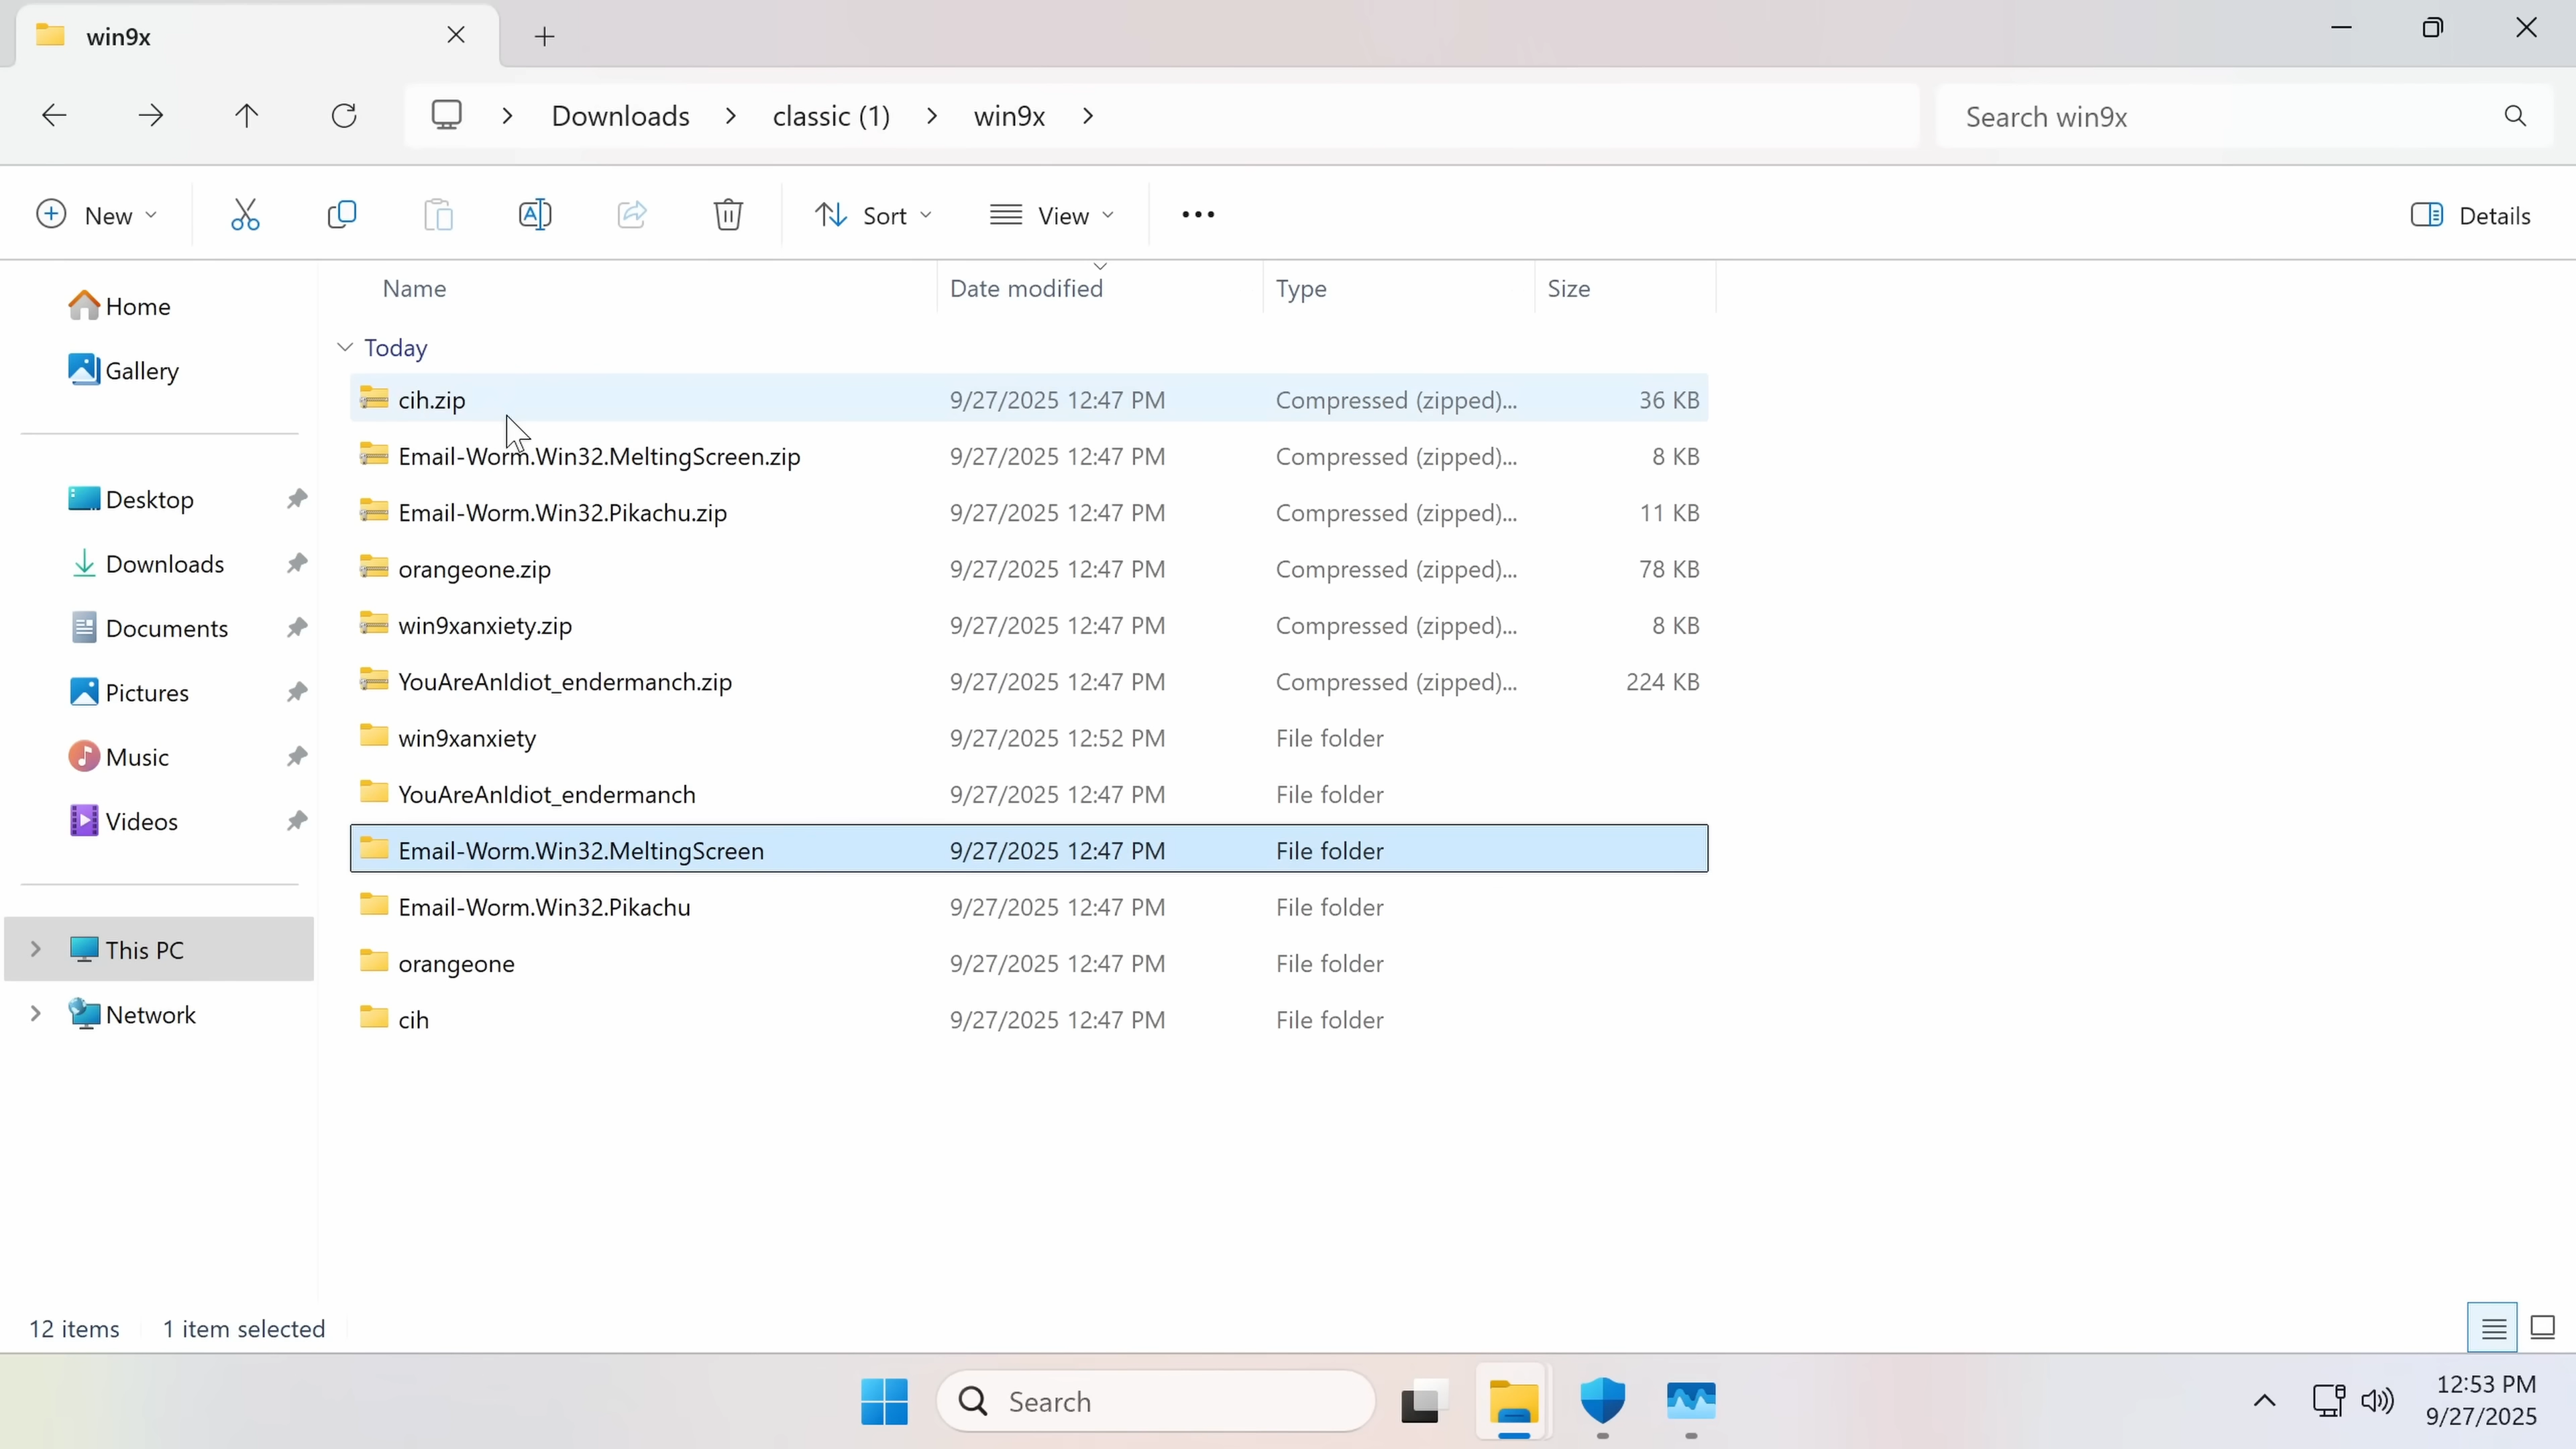 win9x
Downloads classic (1) win9x
Search win9x
New Sort View Details
Name Date modified Type Size
Home
Gallery
Desktop
Downloads
Documents
Pictures
Music
Videos
This PC
Network
Today
cih.zip 9/27/2025 12:47 PM Compressed (zipped)... 36 KB
Email-Worm.Win32.MeltingScreen.zip 9/27/2025 12:47 PM Compressed (zipped)... 8 KB
Email-Worm.Win32.Pikachu.zip 9/27/2025 12:47 PM Compressed (zipped)... 11 KB
orangeone.zip 9/27/2025 12:47 PM Compressed (zipped)... 78 KB
win9xanxiety.zip 9/27/2025 12:47 PM Compressed (zipped)... 8 KB
YouAreAnIdiot_endermanch.zip 9/27/2025 12:47 PM Compressed (zipped)... 224 KB
win9xanxiety 9/27/2025 12:52 PM File folder
YouAreAnIdiot_endermanch 9/27/2025 12:47 PM File folder
Email-Worm.Win32.MeltingScreen 9/27/2025 12:47 PM File folder
Email-Worm.Win32.Pikachu 9/27/2025 12:47 PM File folder
orangeone 9/27/2025 12:47 PM File folder
cih 9/27/2025 12:47 PM File folder
12 items 1 item selected
Search
12:53 PM
9/27/2025